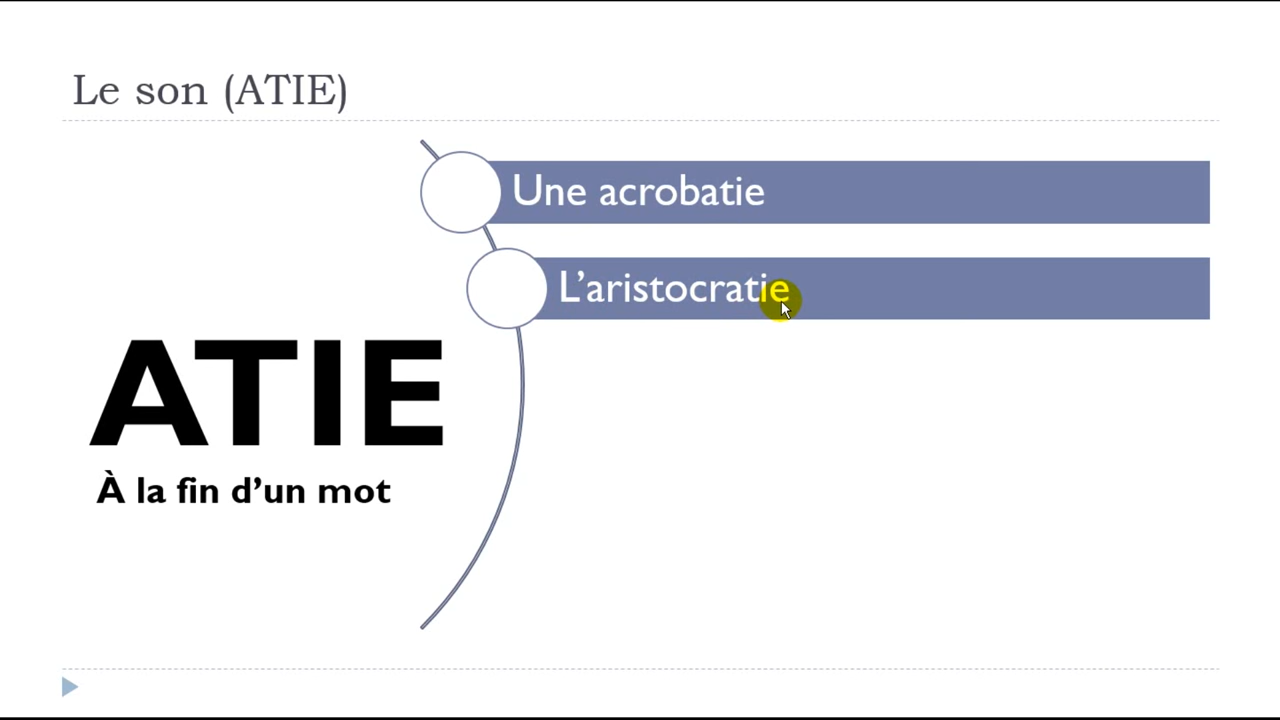 Le son (ATIE)
Une acrobatie
L’aristocratie
ATIE
À la fin d’un mot